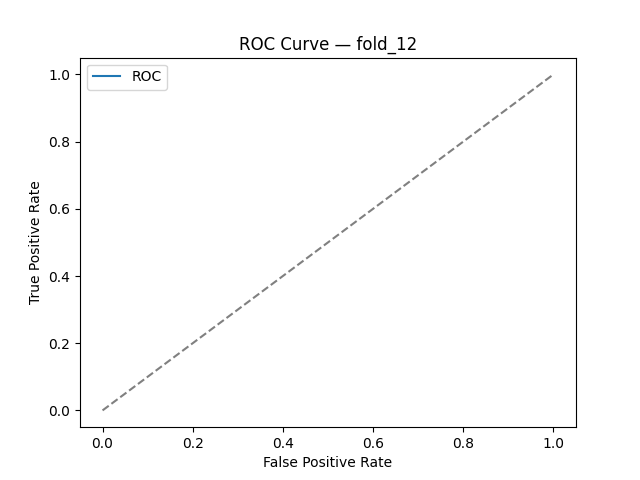 ROC Curve — fold_12
ROC
True Positive Rate
1.0
0.8
0.6
0.4
0.2
0.0
0.0 0.2 0.4 0.6 0.8 1.0
False Positive Rate